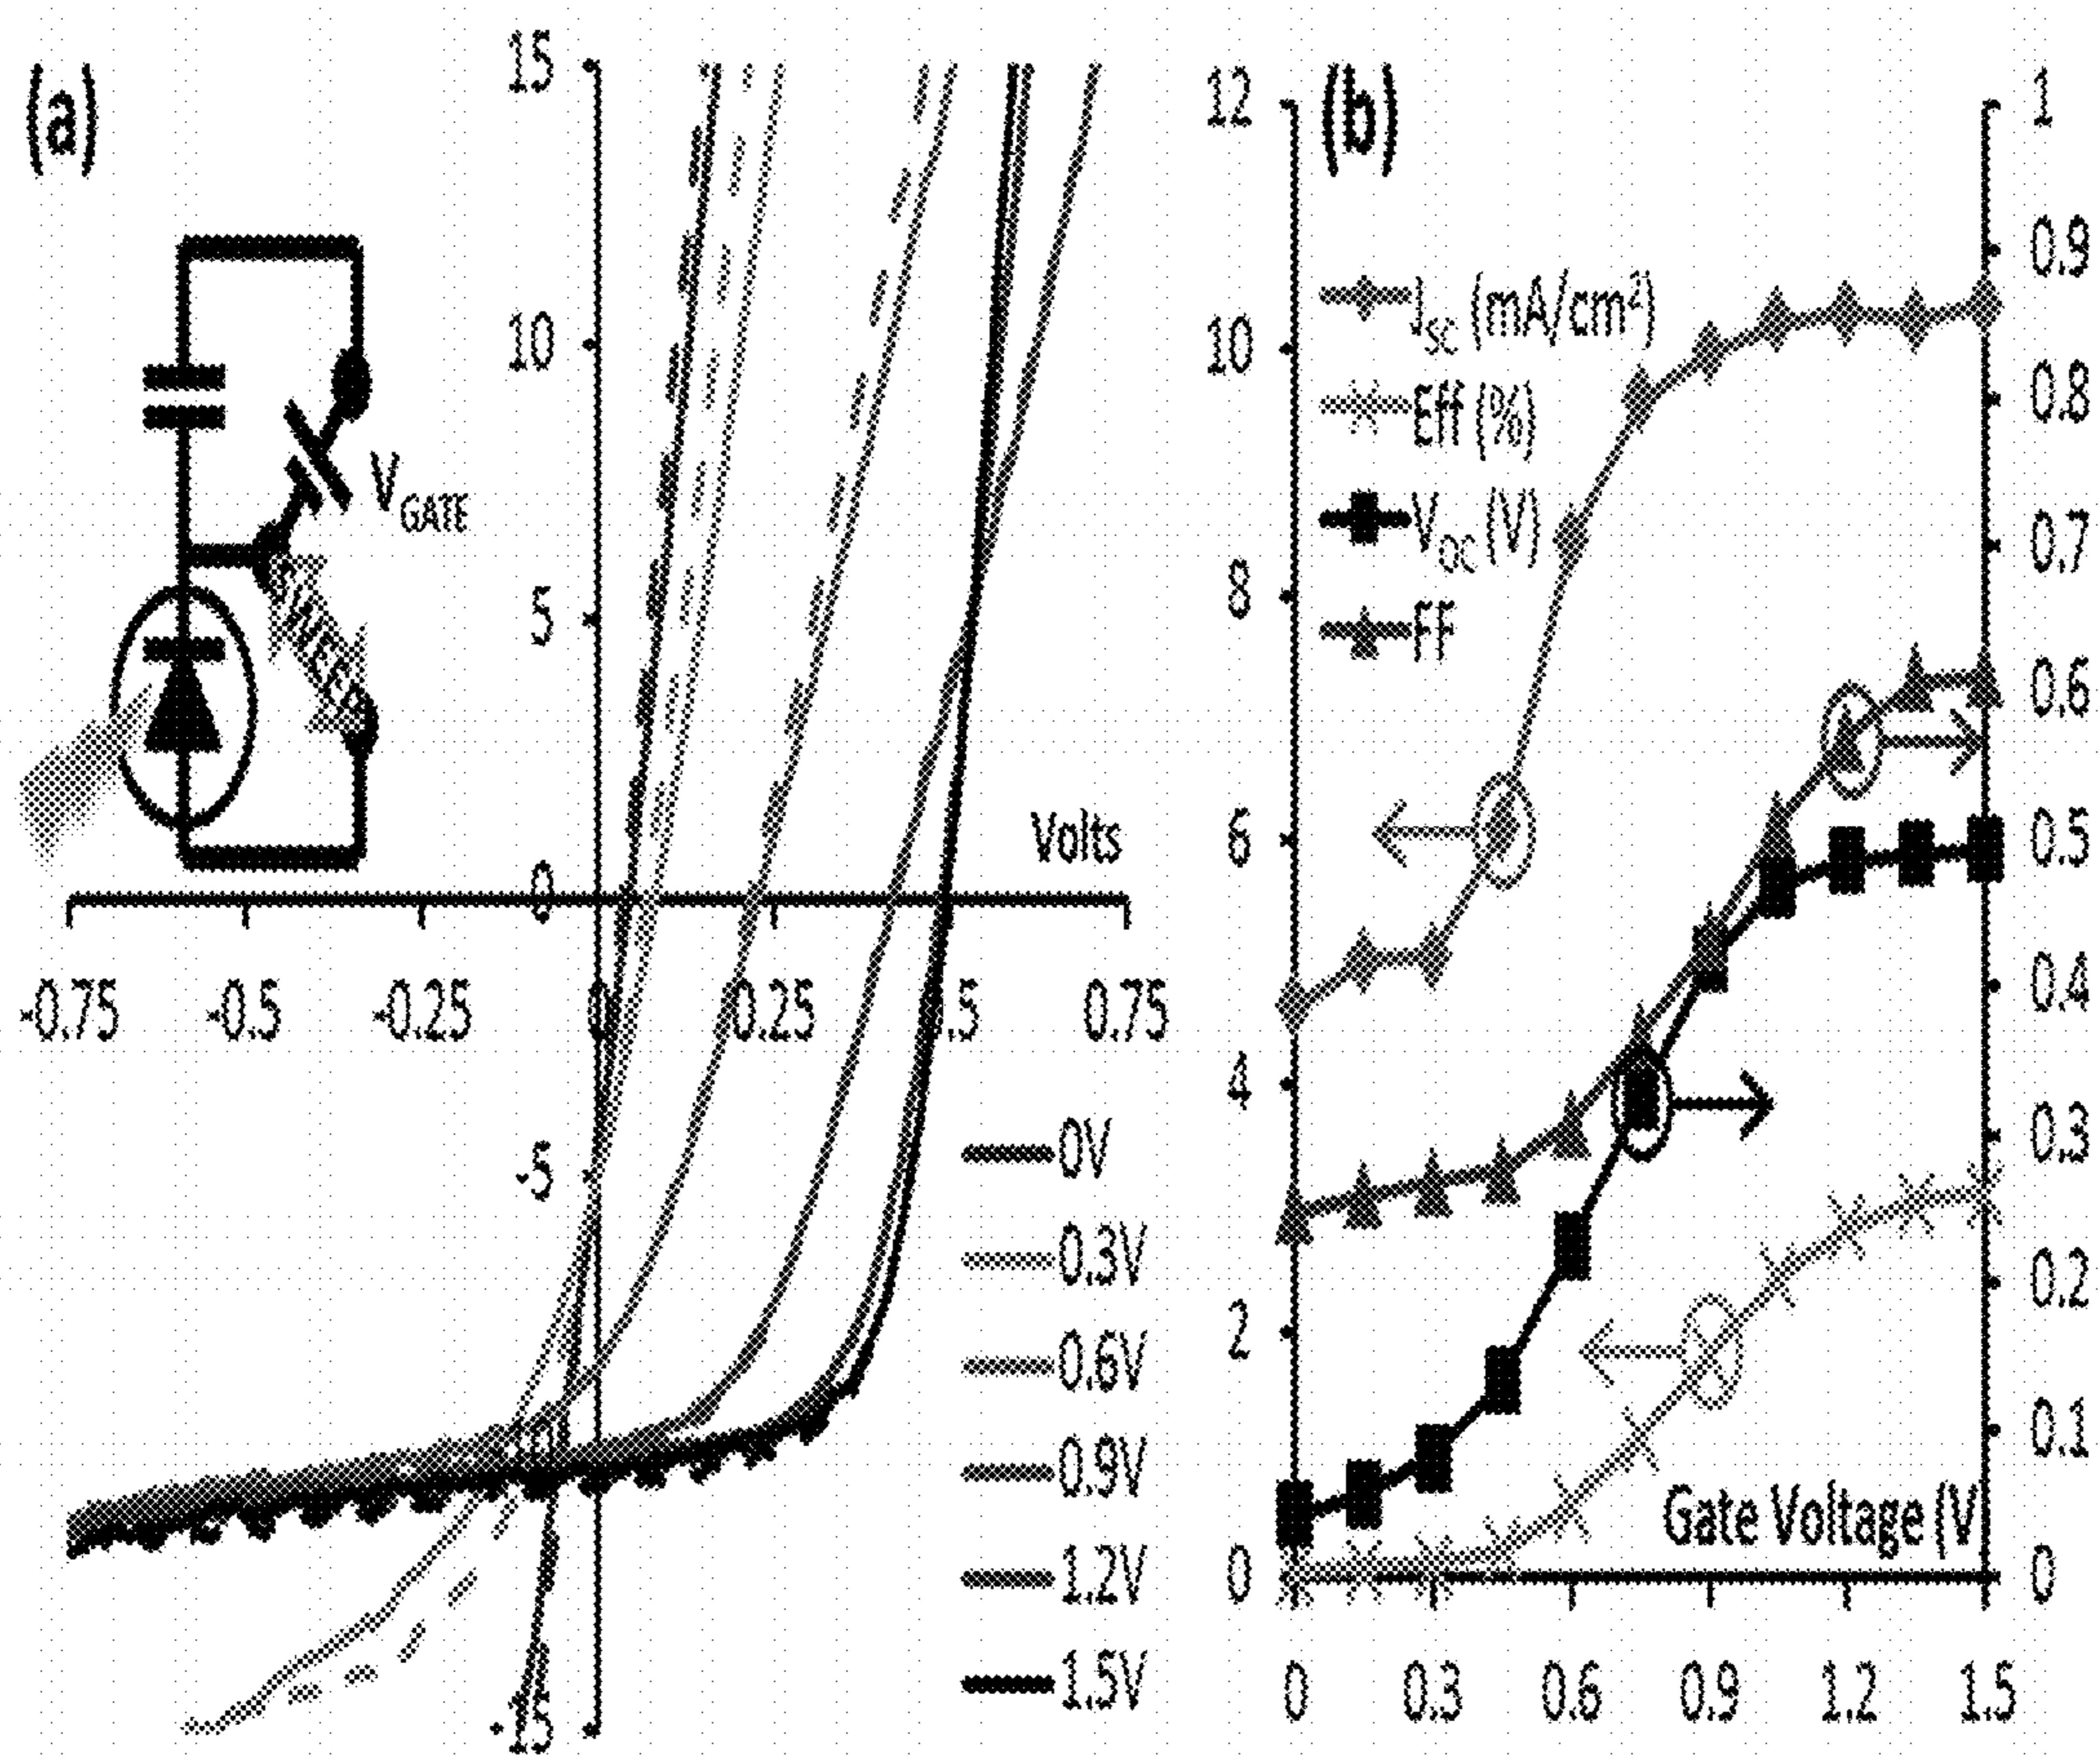 (a)
15
10
5
0
-5
-10
-15
-0.75
-0.5
-0.25
0
0.25
0.5
0.75
Volts
V_GATE
SWEEP
0V
0.3V
0.6V
0.9V
1.2V
1.5V
(b)
12
10
8
6
4
2
0
J_SC (mA/cm²)
Eff (%)
V_OC (V)
FF
1
0.9
0.8
0.7
0.6
0.5
0.4
0.3
0.2
0.1
0
Gate Voltage (V
0
0.3
0.6
0.9
1.2
1.5